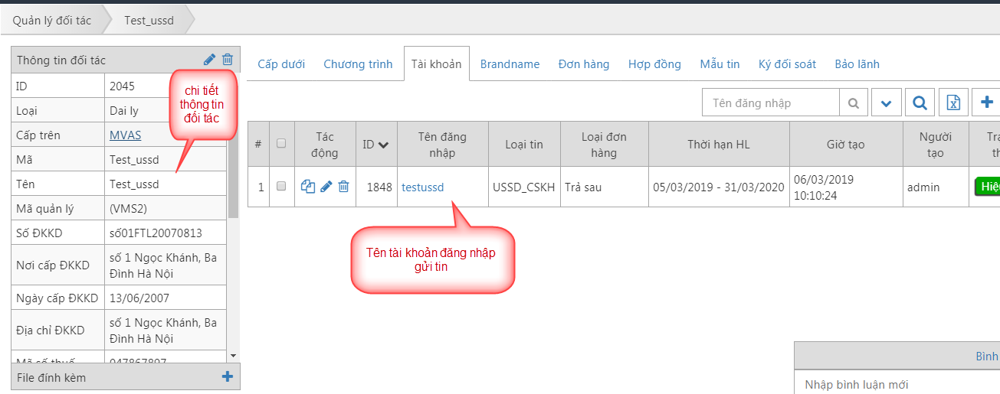 Quản lý đối tác
Test_ussd
Thông tin đối tác
ID 2045
Loại Dai ly
Cấp trên MVAS
Mã Test_ussd
Tên Test_ussd
Mã quản lý (VMS2)
Số ĐKKD số01FTL20070813
Nơi cấp ĐKKD số 1 Ngọc Khánh, Ba
Đình Hà Nội
Ngày cấp ĐKKD 13/06/2007
Địa chỉ ĐKKD số 1 Ngọc Khánh, Ba
Đình Hà Nội
Mã số thuế 047867897
File đính kèm
chi tiết
thông tin
đối tác
Cấp dưới Chương trình Tài khoản Brandname Đơn hàng Hợp đồng Mẫu tin Ký đối soát Bảo lãnh
Tên đăng nhập
# Tác
động ID Tên đăng
nhập Loại tin Loại đơn
hàng Thời hạn HL Giờ tạo Người
tạo
1 1848 testussd USSD_CSKH Trả sau 05/03/2019 - 31/03/2020 06/03/2019
10:10:24 admin
Tên tài khoản đăng nhập
gửi tin
Bình
Nhập bình luận mới